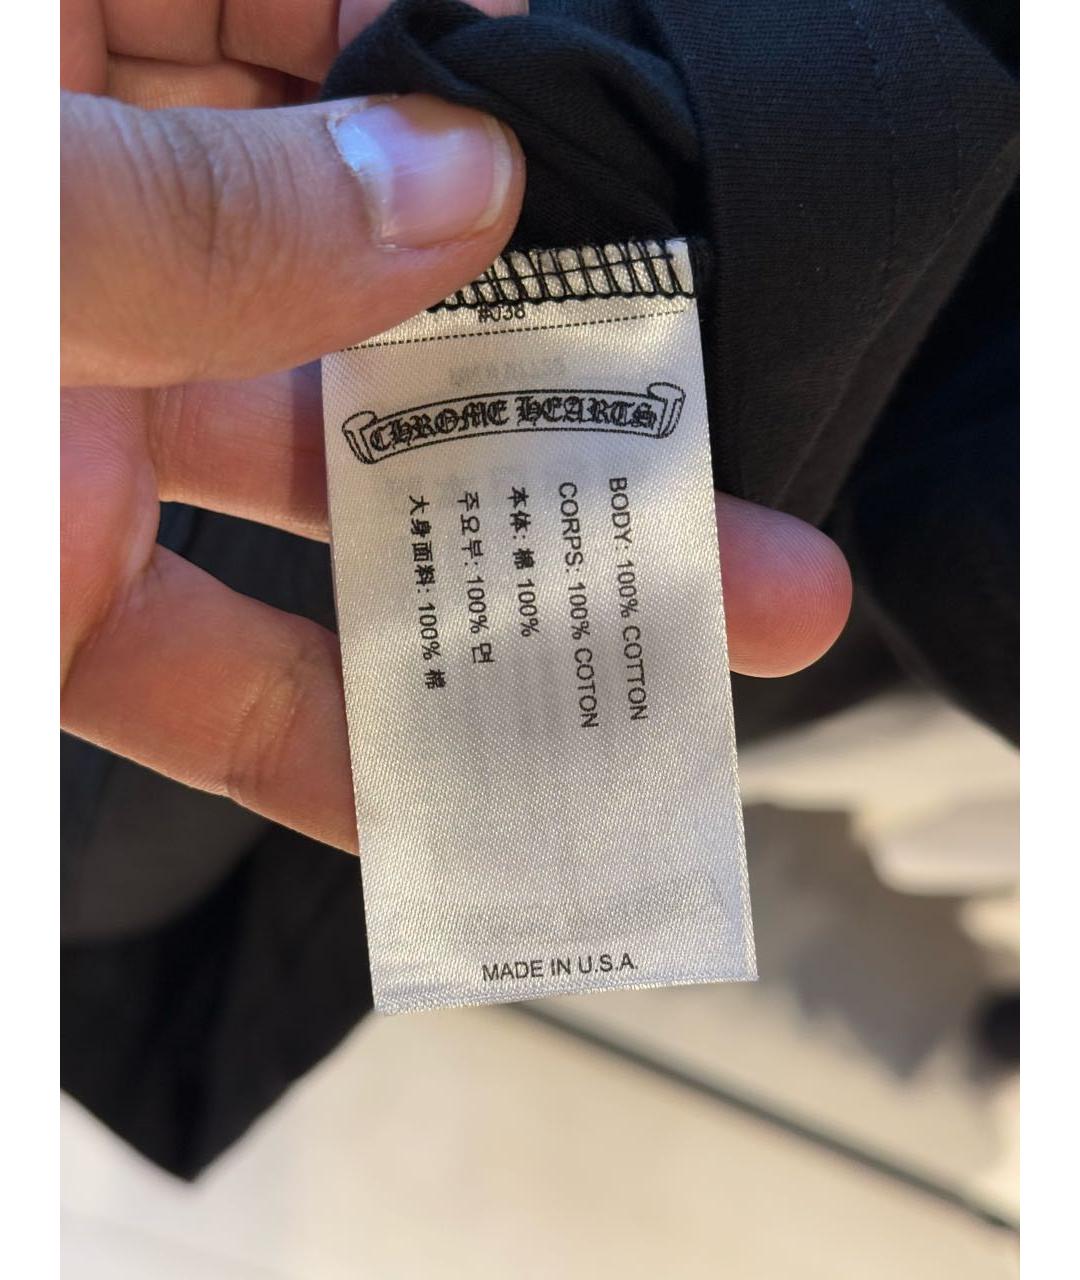 #J38
CHROME HEARTS
BODY: 100% COTTON
CORPS: 100% COTON
本体: 棉 100%
주요부: 100% 면
大身面料: 100% 棉
MADE IN U.S.A.